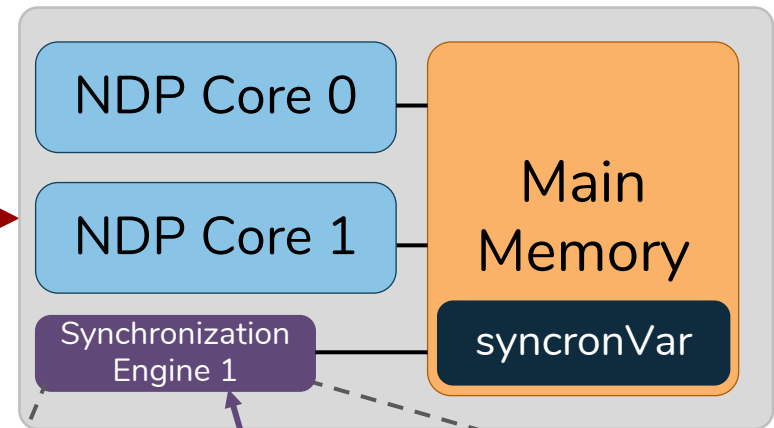 NDP Core 0
NDP Core 1
Main
Memory
Synchronization
Engine 1
syncronVar